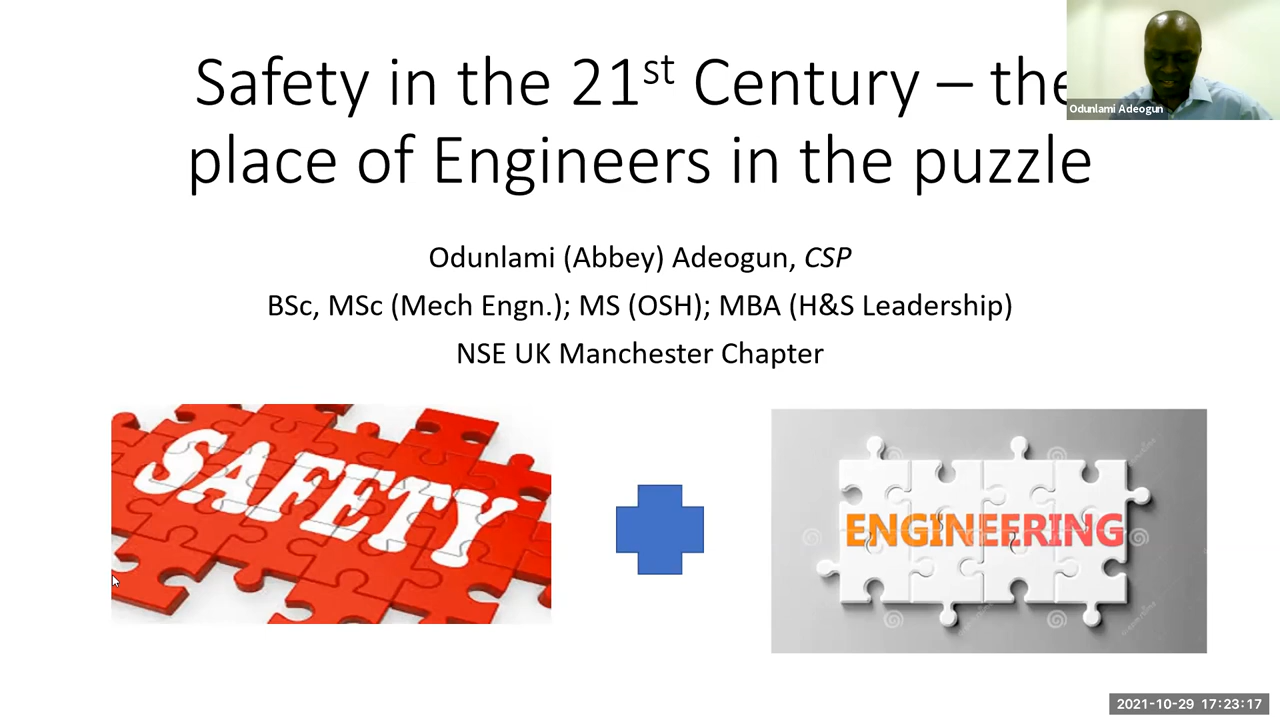 Safety in the 21st Century – the
place of Engineers in the puzzle
Odunlami Adeogun
Odunlami (Abbey) Adeogun, CSP
BSc, MSc (Mech Engn.); MS (OSH); MBA (H&S Leadership)
NSE UK Manchester Chapter
SAFETY
ENGINEERING
2021-10-29 17:23:17